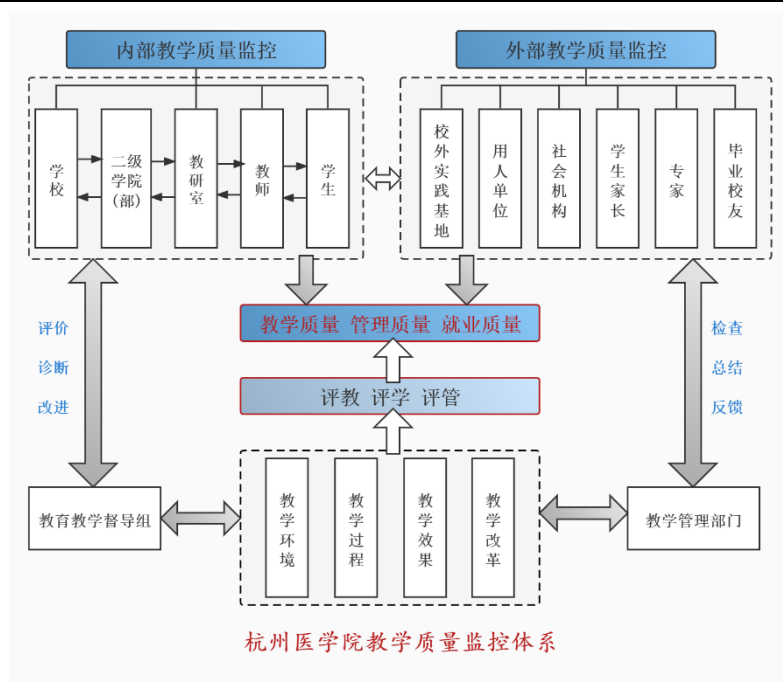 内部教学质量监控
外部教学质量监控
学校
二级学院（部）
教研室
教师
学生
校外实践基地
用人单位
社会机构
学生家长
专家
毕业校友
教学质量 管理质量 就业质量
评价
诊断
改进
检查
总结
反馈
评教 评学 评管
教育教学督导组
教学环境
教学过程
教学效果
教学改革
教学管理部门
杭州医学院教学质量监控体系